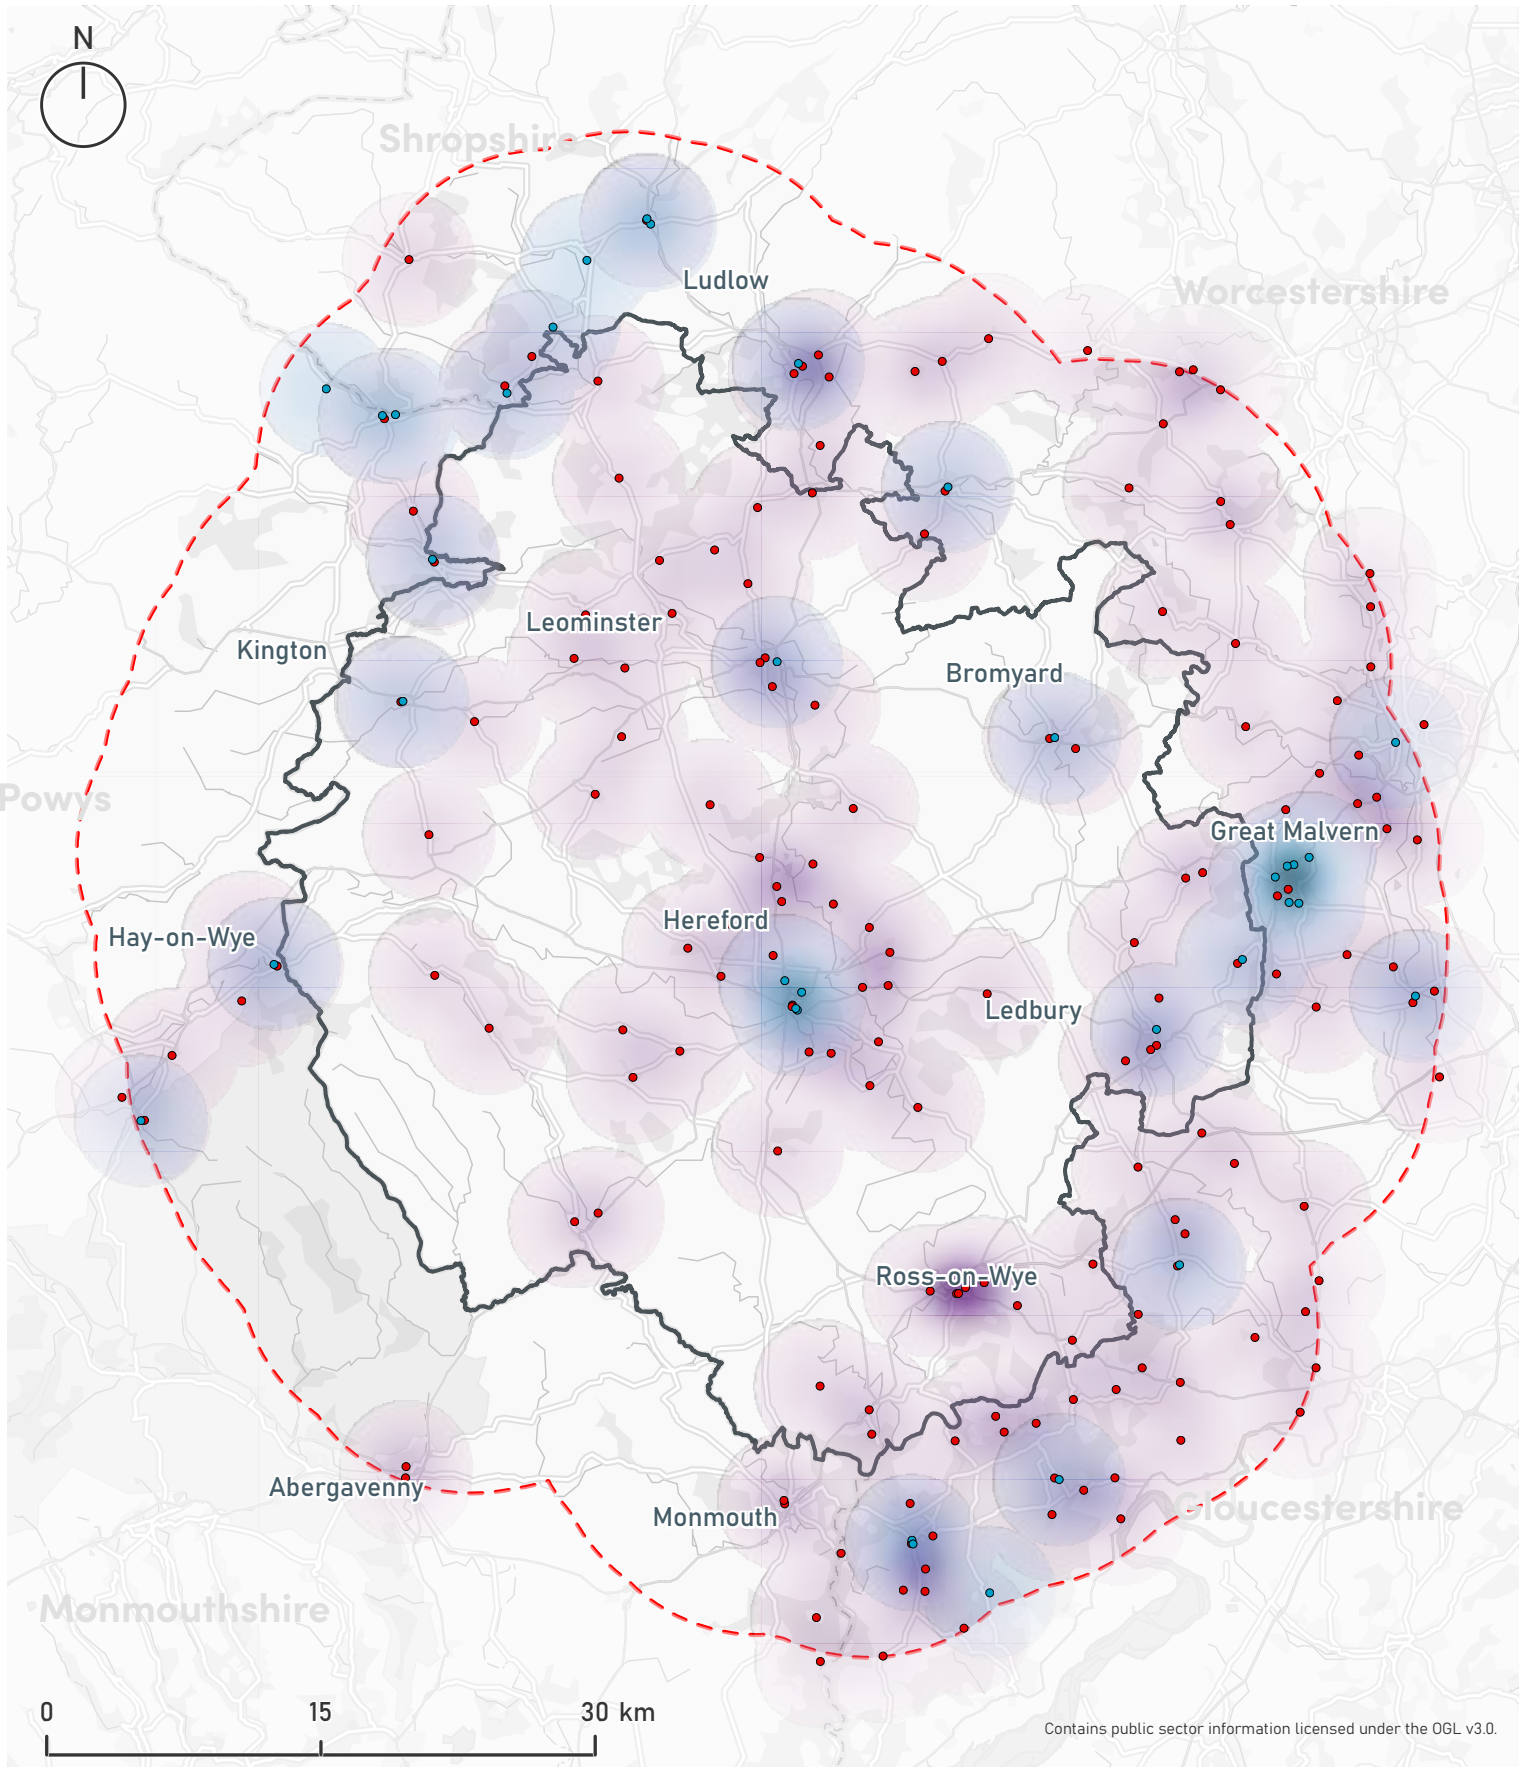 N
Shropshire
Worcestershire
Ludlow
Leominster
Kington
Bromyard
Powys
Great Malvern
Hereford
Hay-on-Wye
Ledbury
Ross-on-Wye
Abergavenny
Monmouth
Gloucestershire
Monmouthshire
0 15 30 km
Contains public sector information licensed under the OGL v3.0.